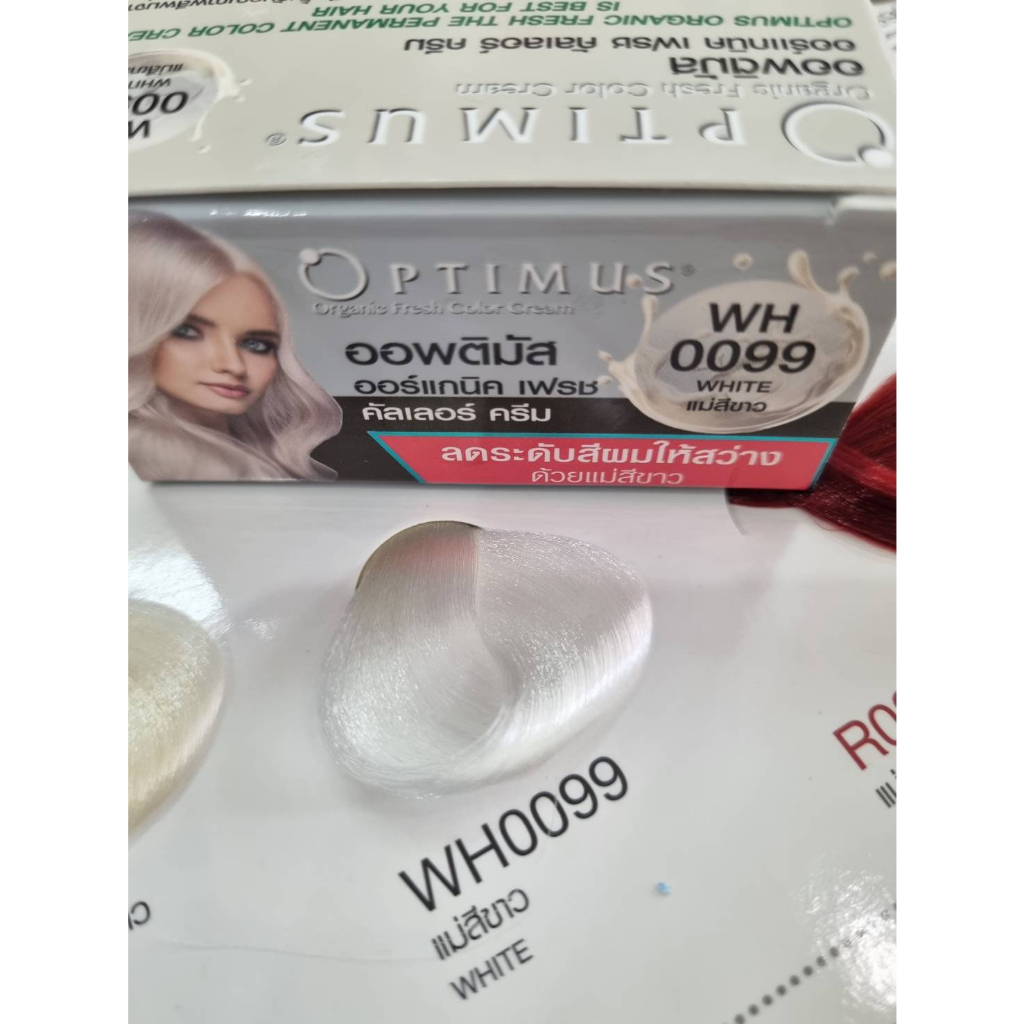 OPTIMUS ORGANIC FRESH THE PERMANENT COLOR
IS BEST FOR YOUR HAIR
ออพติมัส
ออร์แกนิค เฟรช คัลเลอร์ ครีม
Organic Fresh Color Cream
OPTIMUS®
OPTIMUS®
Organic Fresh Color Cream
ออพติมัส
ออร์แกนิค เฟรช
คัลเลอร์ ครีม
WH
0099
WHITE
แม่สีขาว
ลดระดับสีผมให้สว่าง
ด้วยแม่สีขาว
WH0099
แม่สีขาว
WHITE